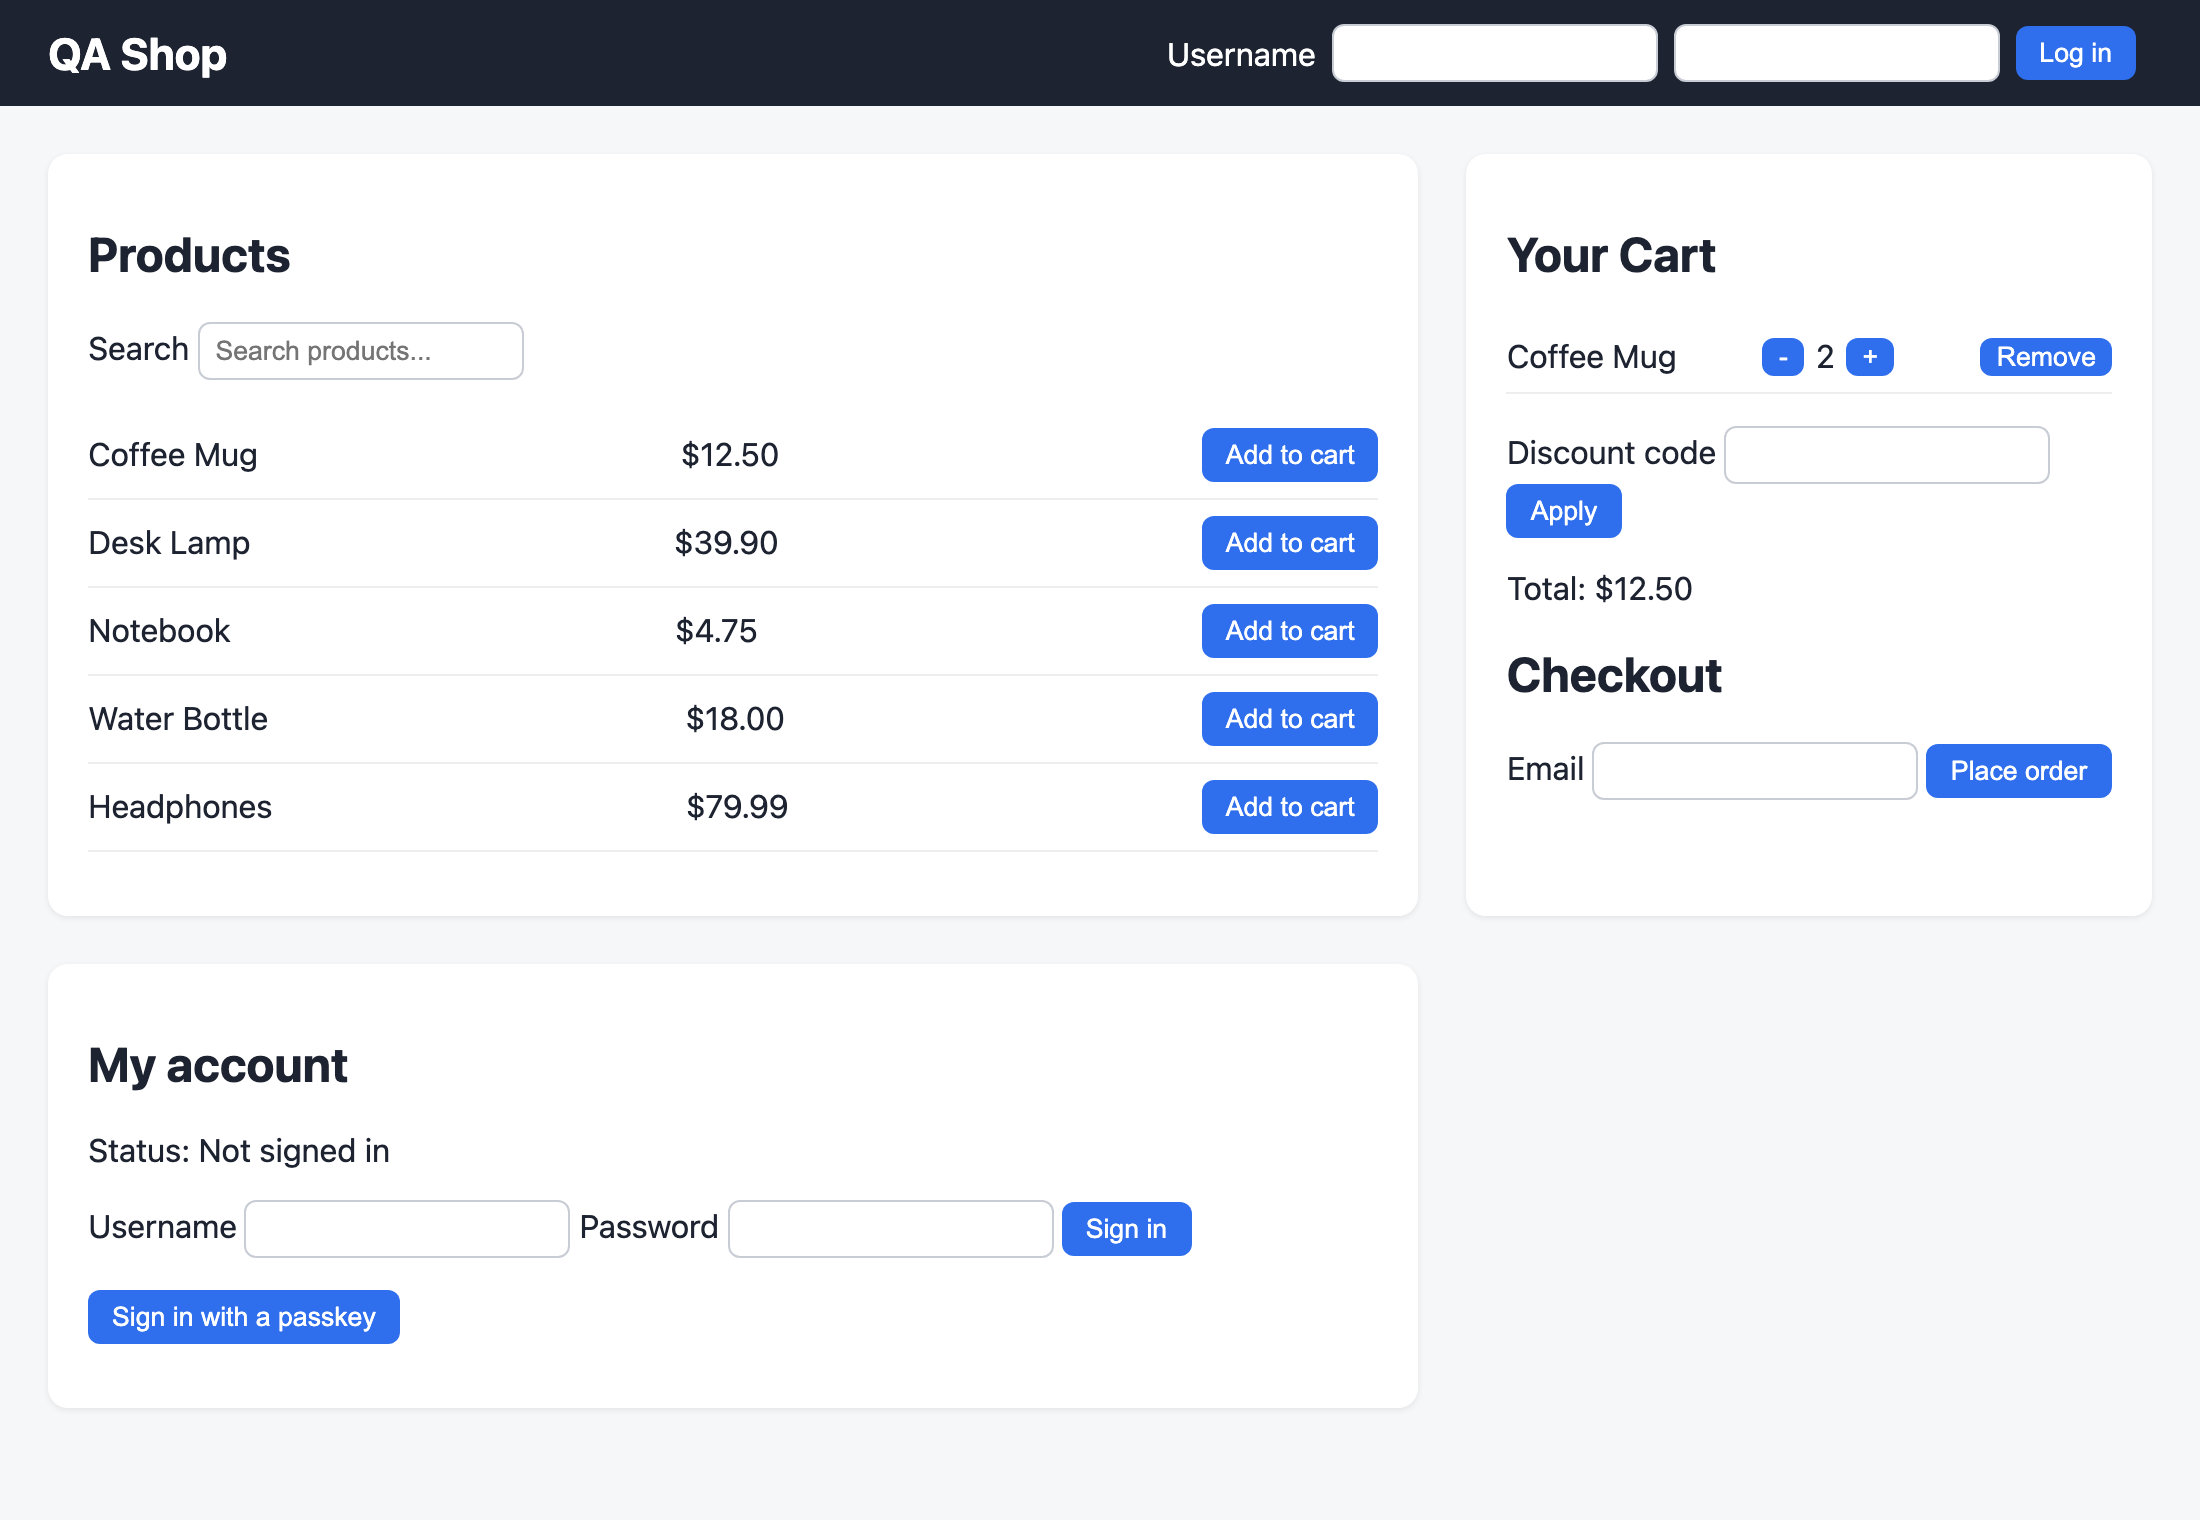 QA Shop
Username
Log in
Products
Search Search products...
Coffee Mug $12.50 Add to cart
Desk Lamp $39.90 Add to cart
Notebook $4.75 Add to cart
Water Bottle $18.00 Add to cart
Headphones $79.99 Add to cart
Your Cart
Coffee Mug - 2 + Remove
Discount code
Apply
Total: $12.50
Checkout
Email Place order
My account
Status: Not signed in
Username Password Sign in
Sign in with a passkey